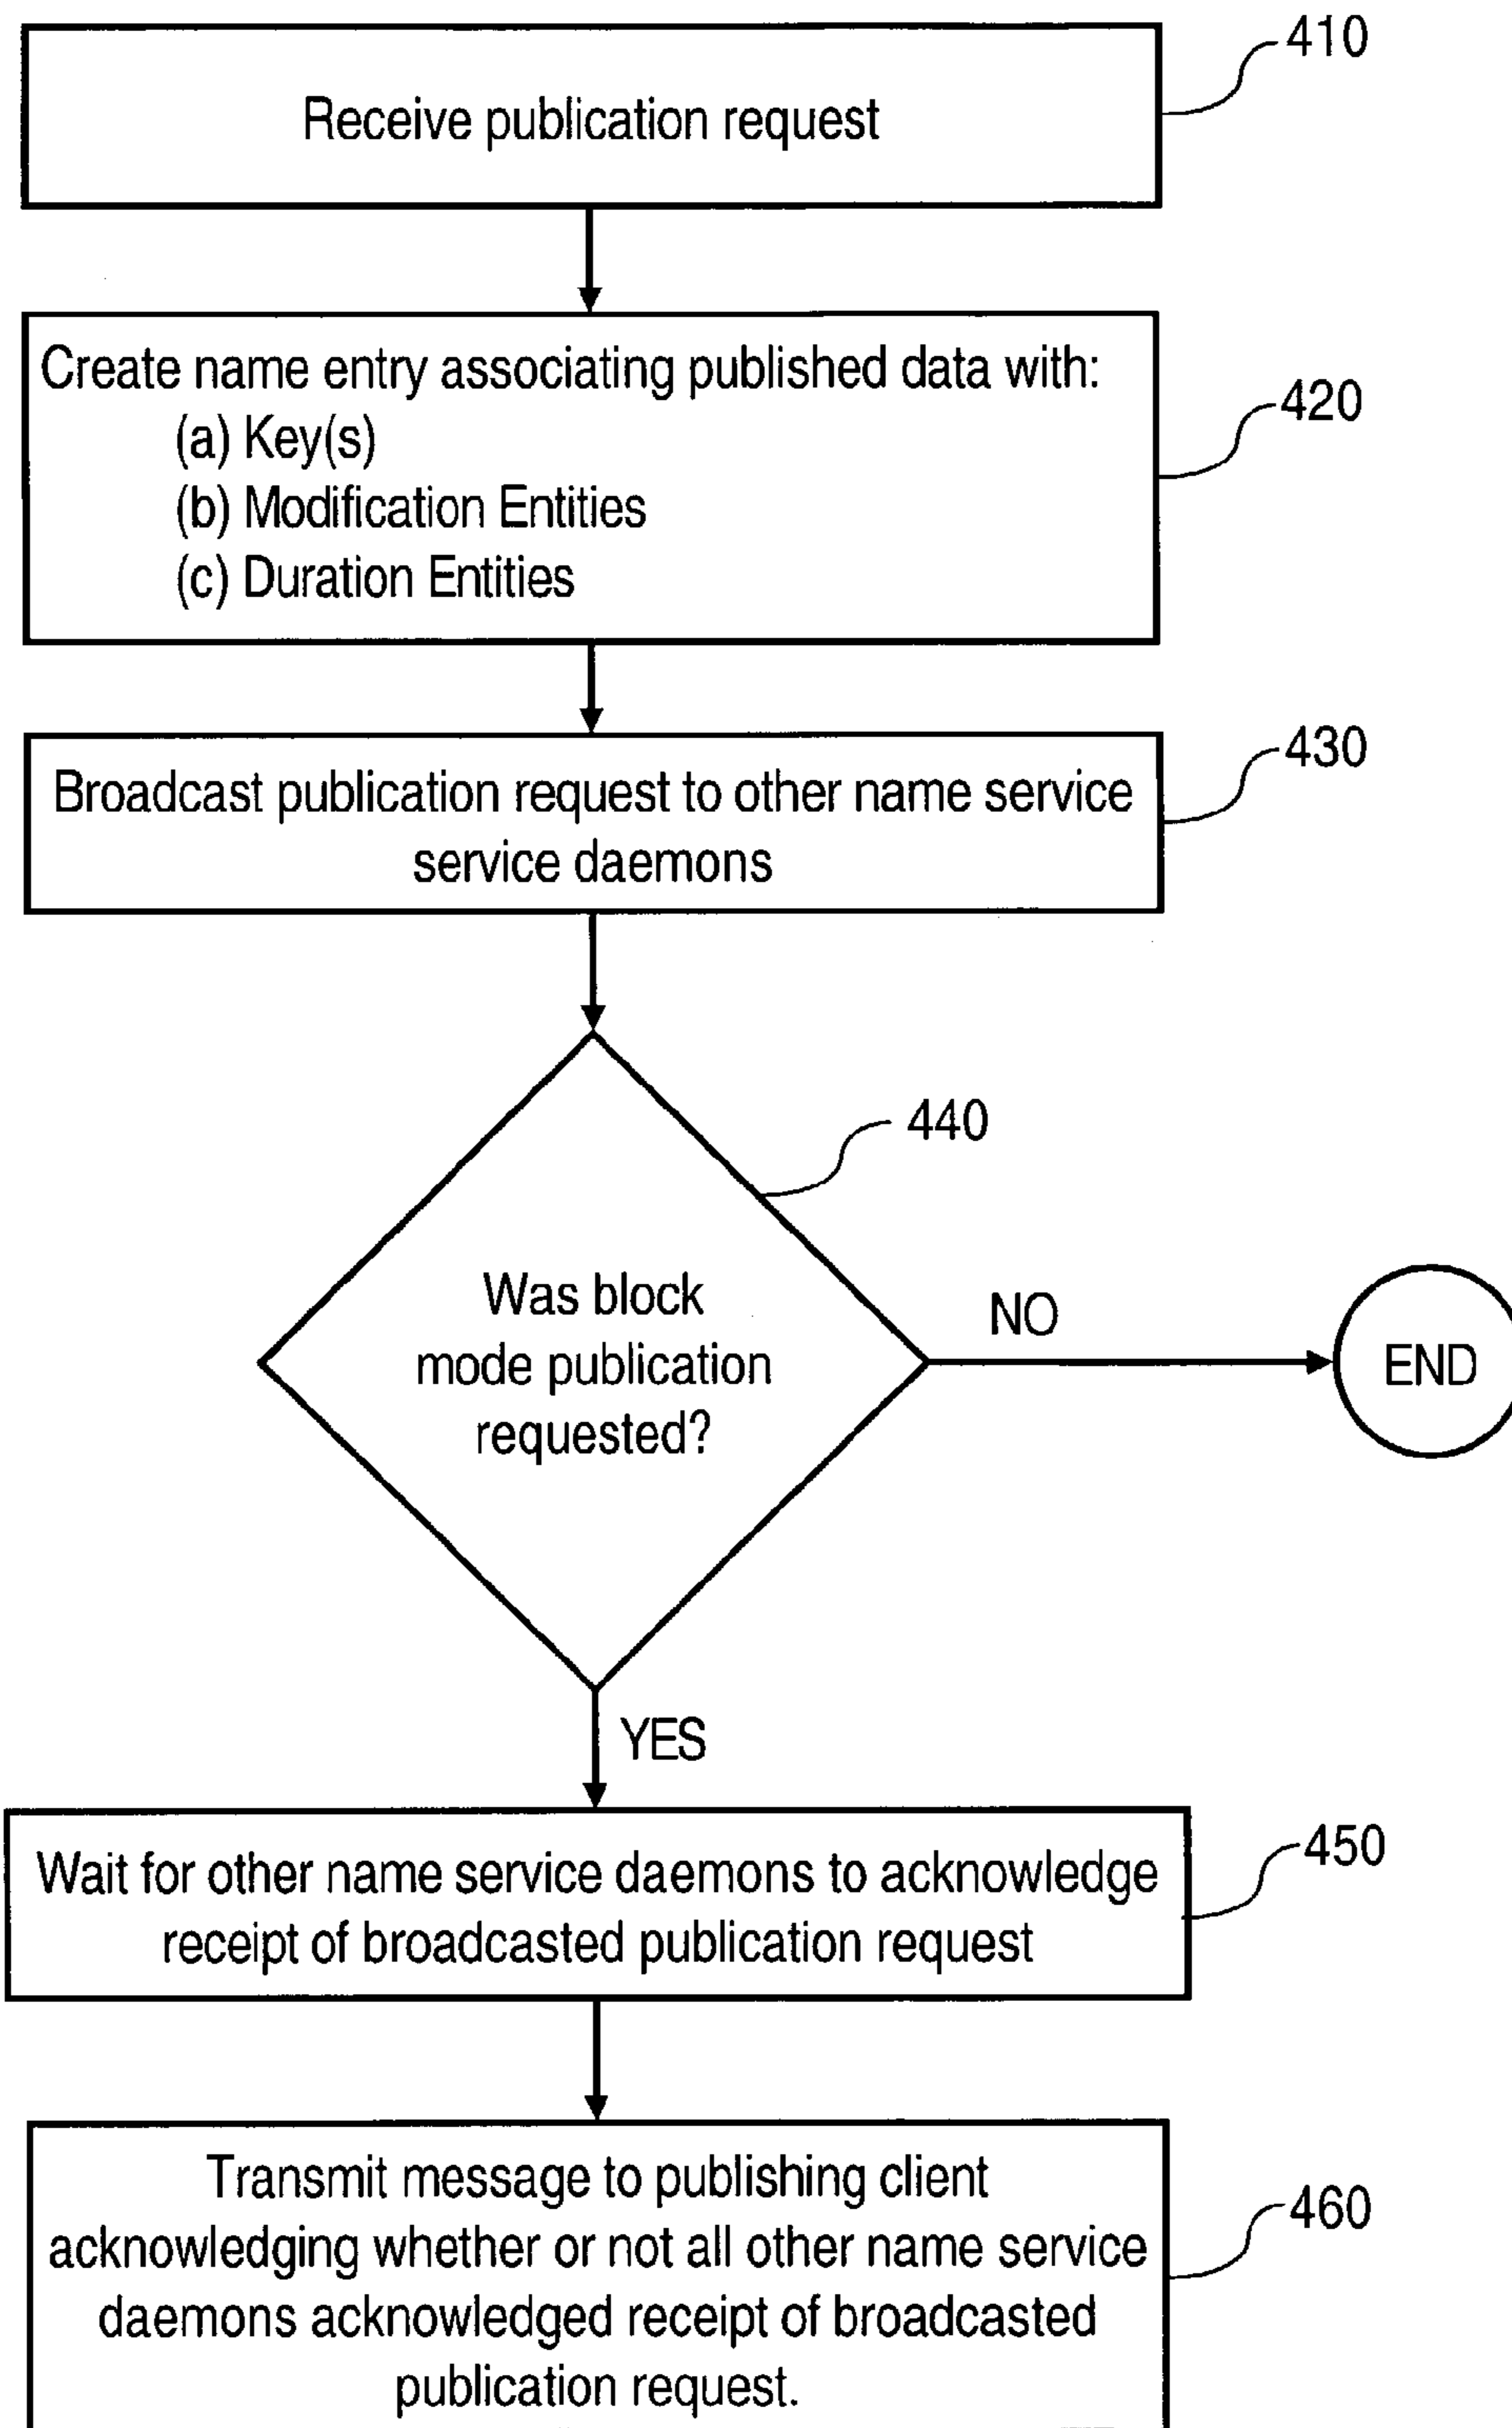 410
Receive publication request
Create name entry associating published data with:
(a) Key(s)
(b) Modification Entities
(c) Duration Entities
420
Broadcast publication request to other name service
service daemons
430
440
Was block
mode publication
requested?
NO
END
YES
Wait for other name service daemons to acknowledge
receipt of broadcasted publication request
450
Transmit message to publishing client
acknowledging whether or not all other name service
daemons acknowledged receipt of broadcasted
publication request.
460